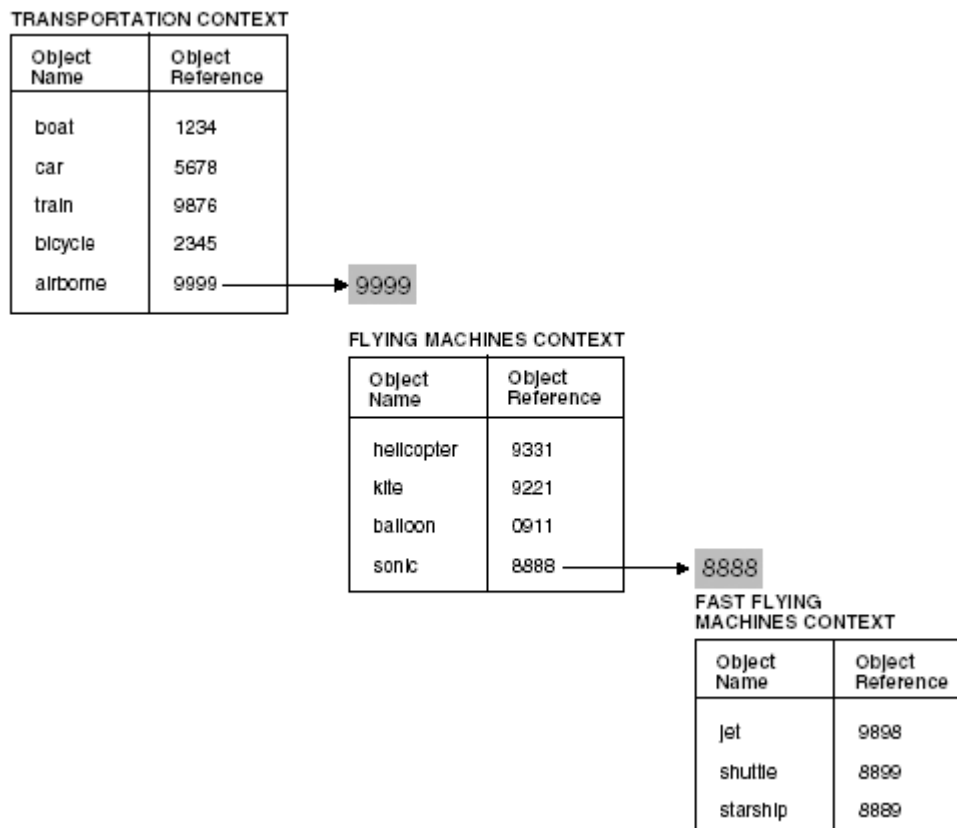 TRANSPORTATION CONTEXT
Object Name Object Reference
boat 1234
car 5678
train 9876
bicycle 2345
airborne 9999
9999
FLYING MACHINES CONTEXT
Object Name Object Reference
helicopter 9331
kite 9221
balloon 0911
sonic 8888
8888
FAST FLYING
MACHINES CONTEXT
Object Name Object Reference
jet 9898
shuttle 8899
starship 8889